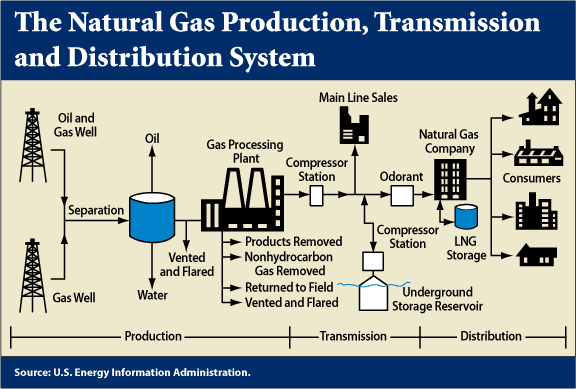 The Natural Gas Production, Transmission
and Distribution System
Main Line Sales
Oil and
Gas Well
Oil
Gas Processing
Plant
Compressor
Station
Odorant
Natural Gas
Company
Consumers
Separation
Vented
and Flared
Water
Gas Well
Products Removed
Nonhydrocarbon
Gas Removed
Returned to Field
Vented and Flared
Compressor
Station
LNG
Storage
Underground
Storage Reservoir
Production
Transmission
Distribution
Source: U.S. Energy Information Administration.